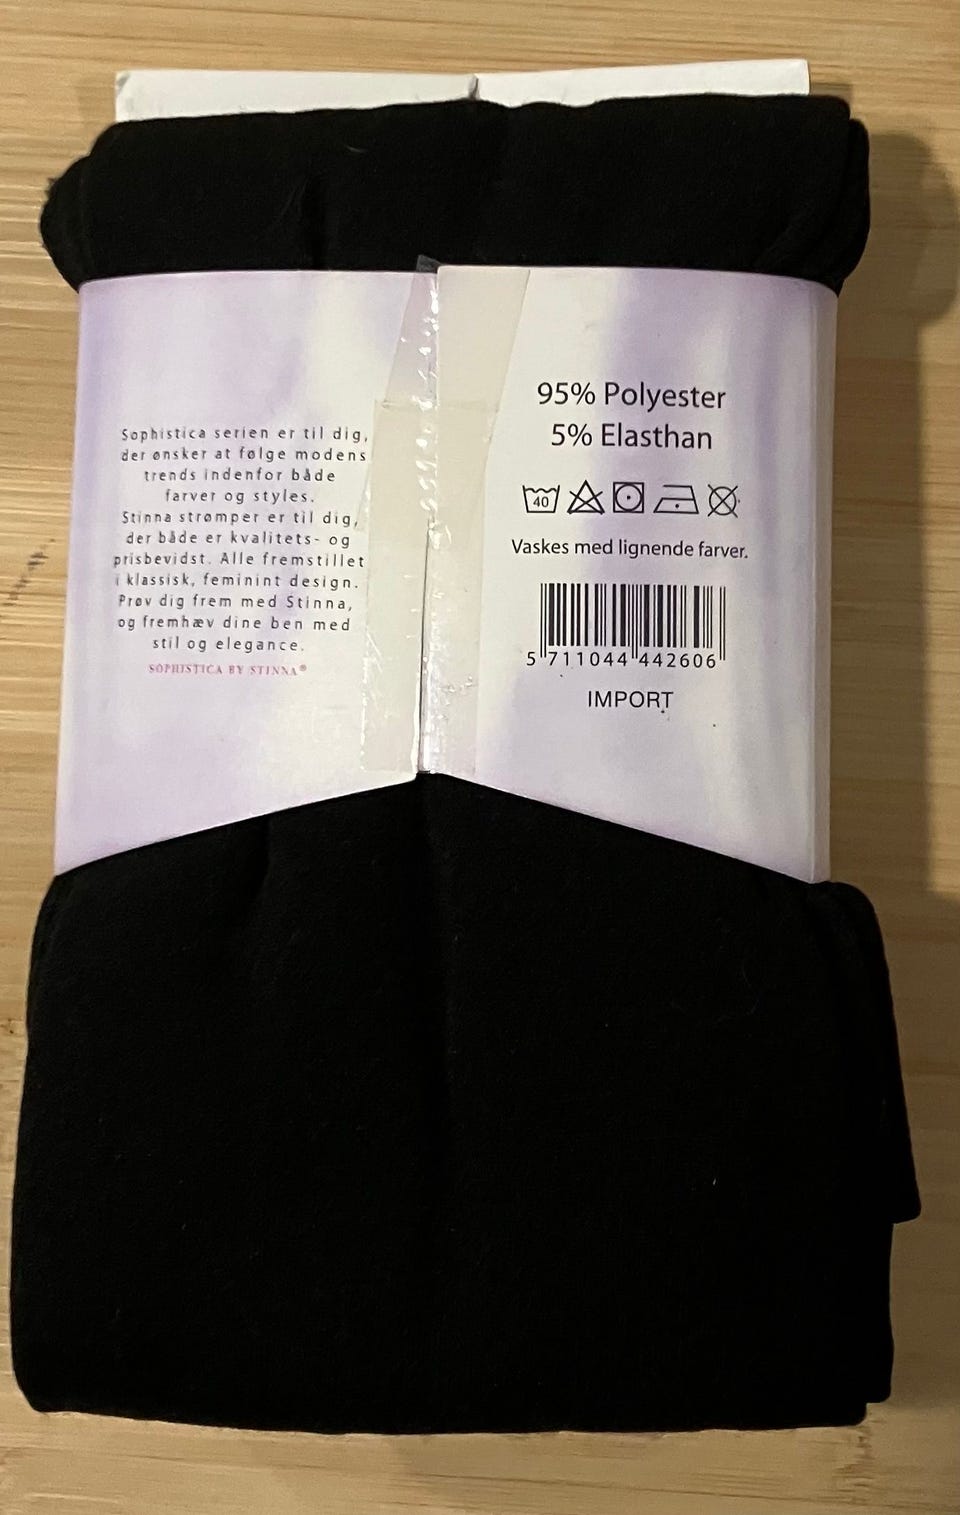 Sophistica serien er til dig,
der ønsker at følge modens
trends indenfor både
farver og styles.
Stinna strømper er til dig,
der både er kvalitets- og
prisbevidst. Alle fremstillet
i klassisk, feminint design.
Prøv dig frem med Stinna,
og fremhæv dine ben med
stil og elegance.
SOPHISTICA BY STINNA®
95% Polyester
5% Elasthan
40
Vaskes med lignende farver.
5 711044 442606
IMPORT